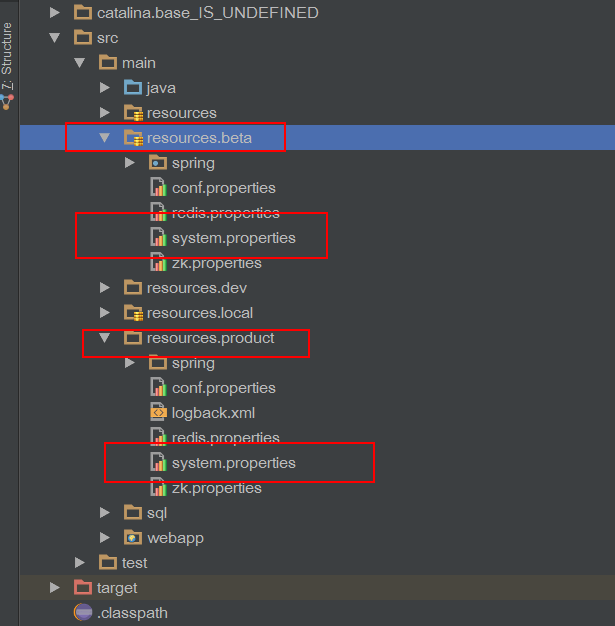 catalina.base_IS_UNDEFINED
src
main
java
resources
resources.beta
spring
conf.properties
redis.properties
system.properties
zk.properties
resources.dev
resources.local
resources.product
spring
conf.properties
logback.xml
redis.properties
system.properties
zk.properties
sql
webapp
test
target
.classpath
7: Structure